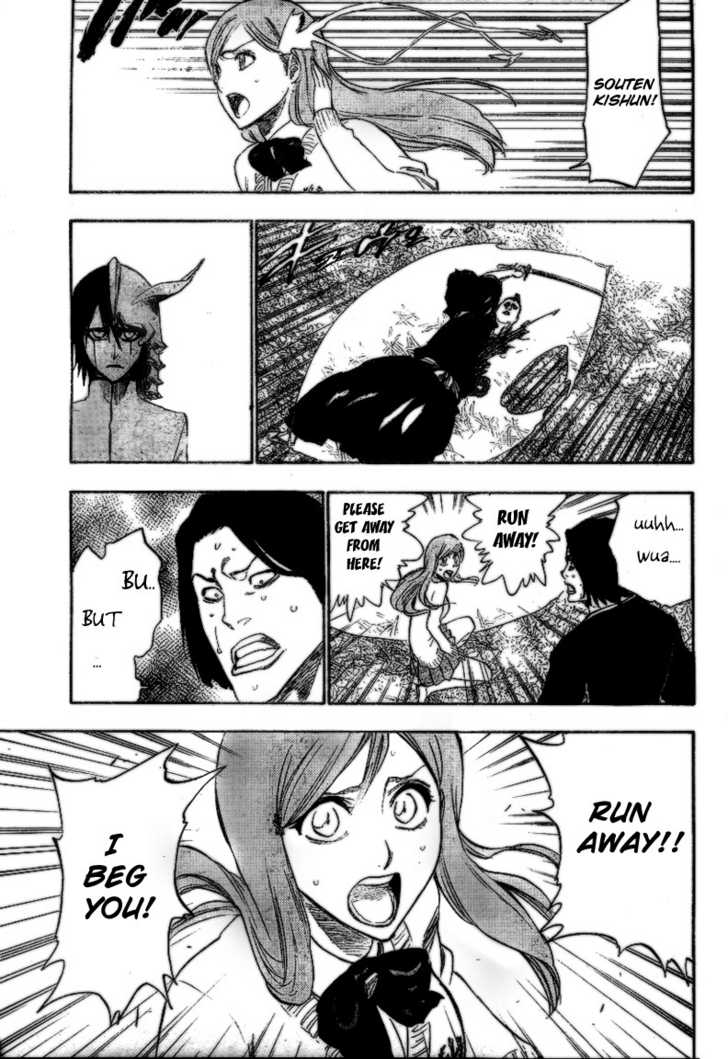 SOUTEN
KISHUN!
uuhh...
wua....
RUN
AWAY!
PLEASE
GET AWAY
FROM
HERE!
BU..
BUT
...
RUN
AWAY!!
I
BEG
YOU!